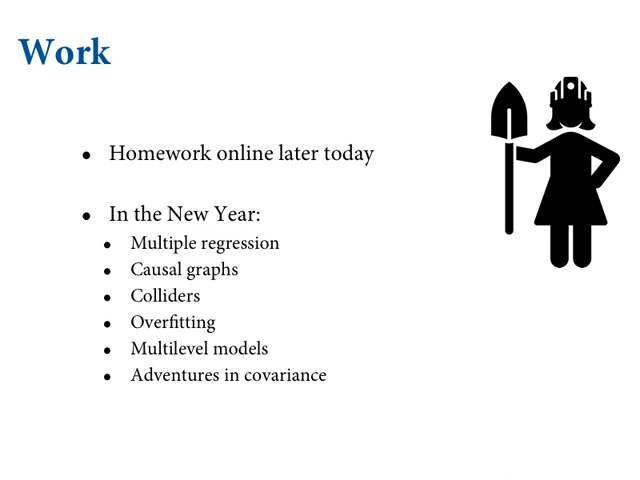 Work
• Homework online later today
• In the New Year:
• Multiple regression
• Causal graphs
• Colliders
• Overfitting
• Multilevel models
• Adventures in covariance